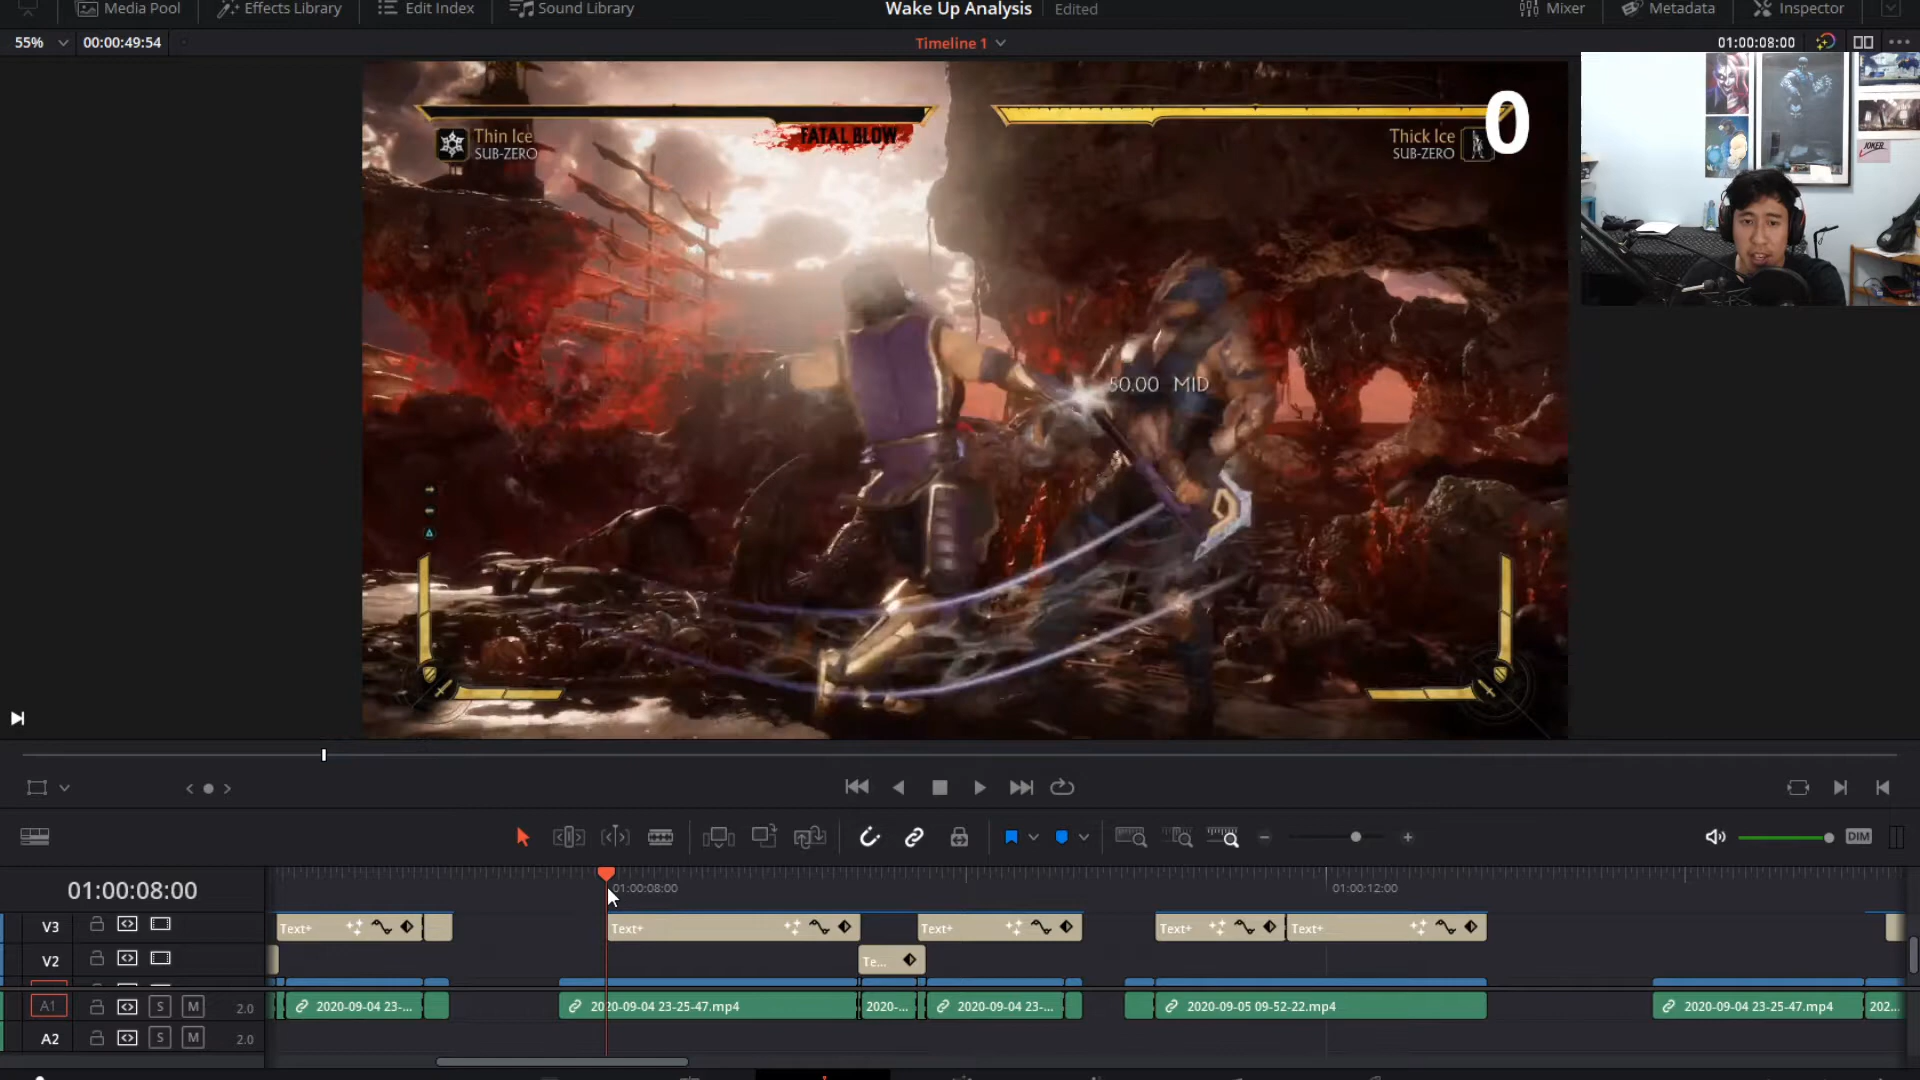 Media Pool
Effects Library
Edit Index
Sound Library
Wake Up Analysis
Edited
Mixer
Metadata
Inspector
55%
00:00:49:54
Timeline 1
01:00:08:00
Thin Ice
SUB-ZERO
FATAL BLOW
Thick Ice
SUB-ZERO
0
JOKER
50.00 MID
DIM
01:00:08:00
01:00:08:00
01:00:12:00
V3
Text+
Text+
Text+
Text+
Text+
V2
Te...
A1
S
M
2.0
2020-09-04 23-...
2020-09-04 23-25-47.mp4
2020-...
2020-09-04 23-...
2020-09-05 09-52-22.mp4
2020-09-04 23-25-47.mp4
202...
A2
S
M
2.0